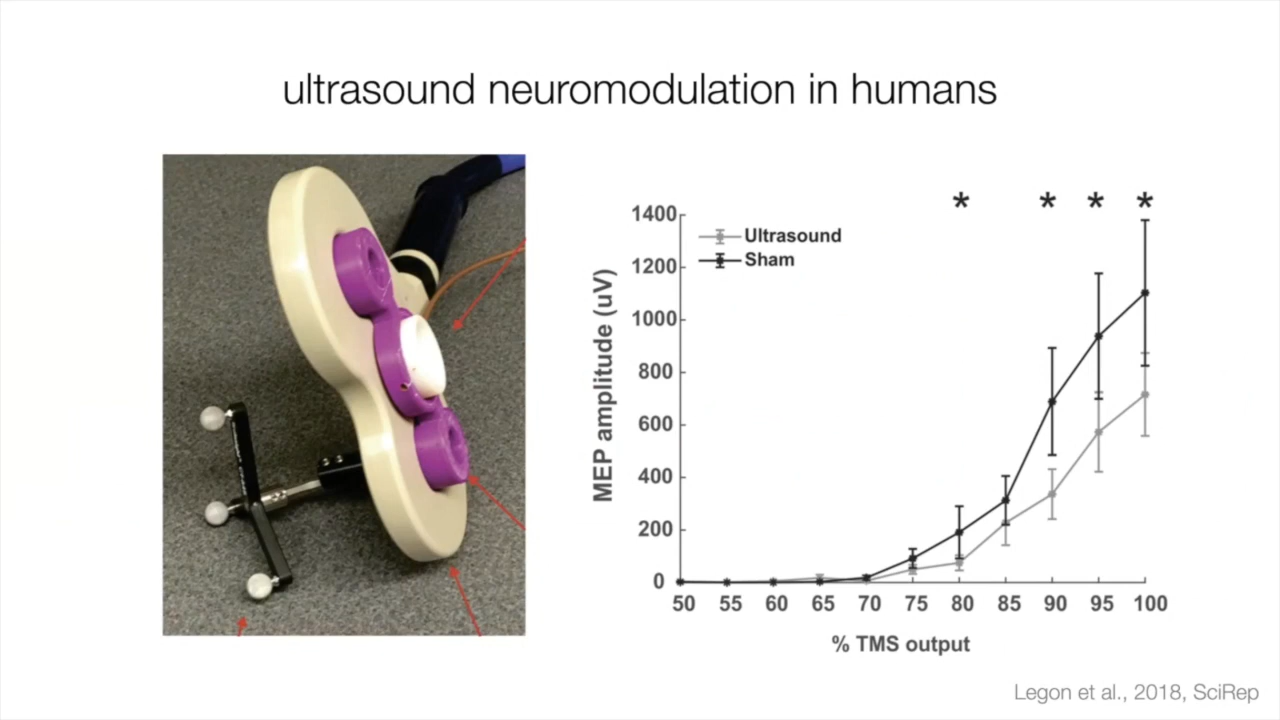 ultrasound neuromodulation in humans
* * * *
1400
1200
1000
800
600
400
200
0
Ultrasound
Sham
MEP amplitude (uV)
50 55 60 65 70 75 80 85 90 95 100
% TMS output
Legon et al., 2018, SciRep